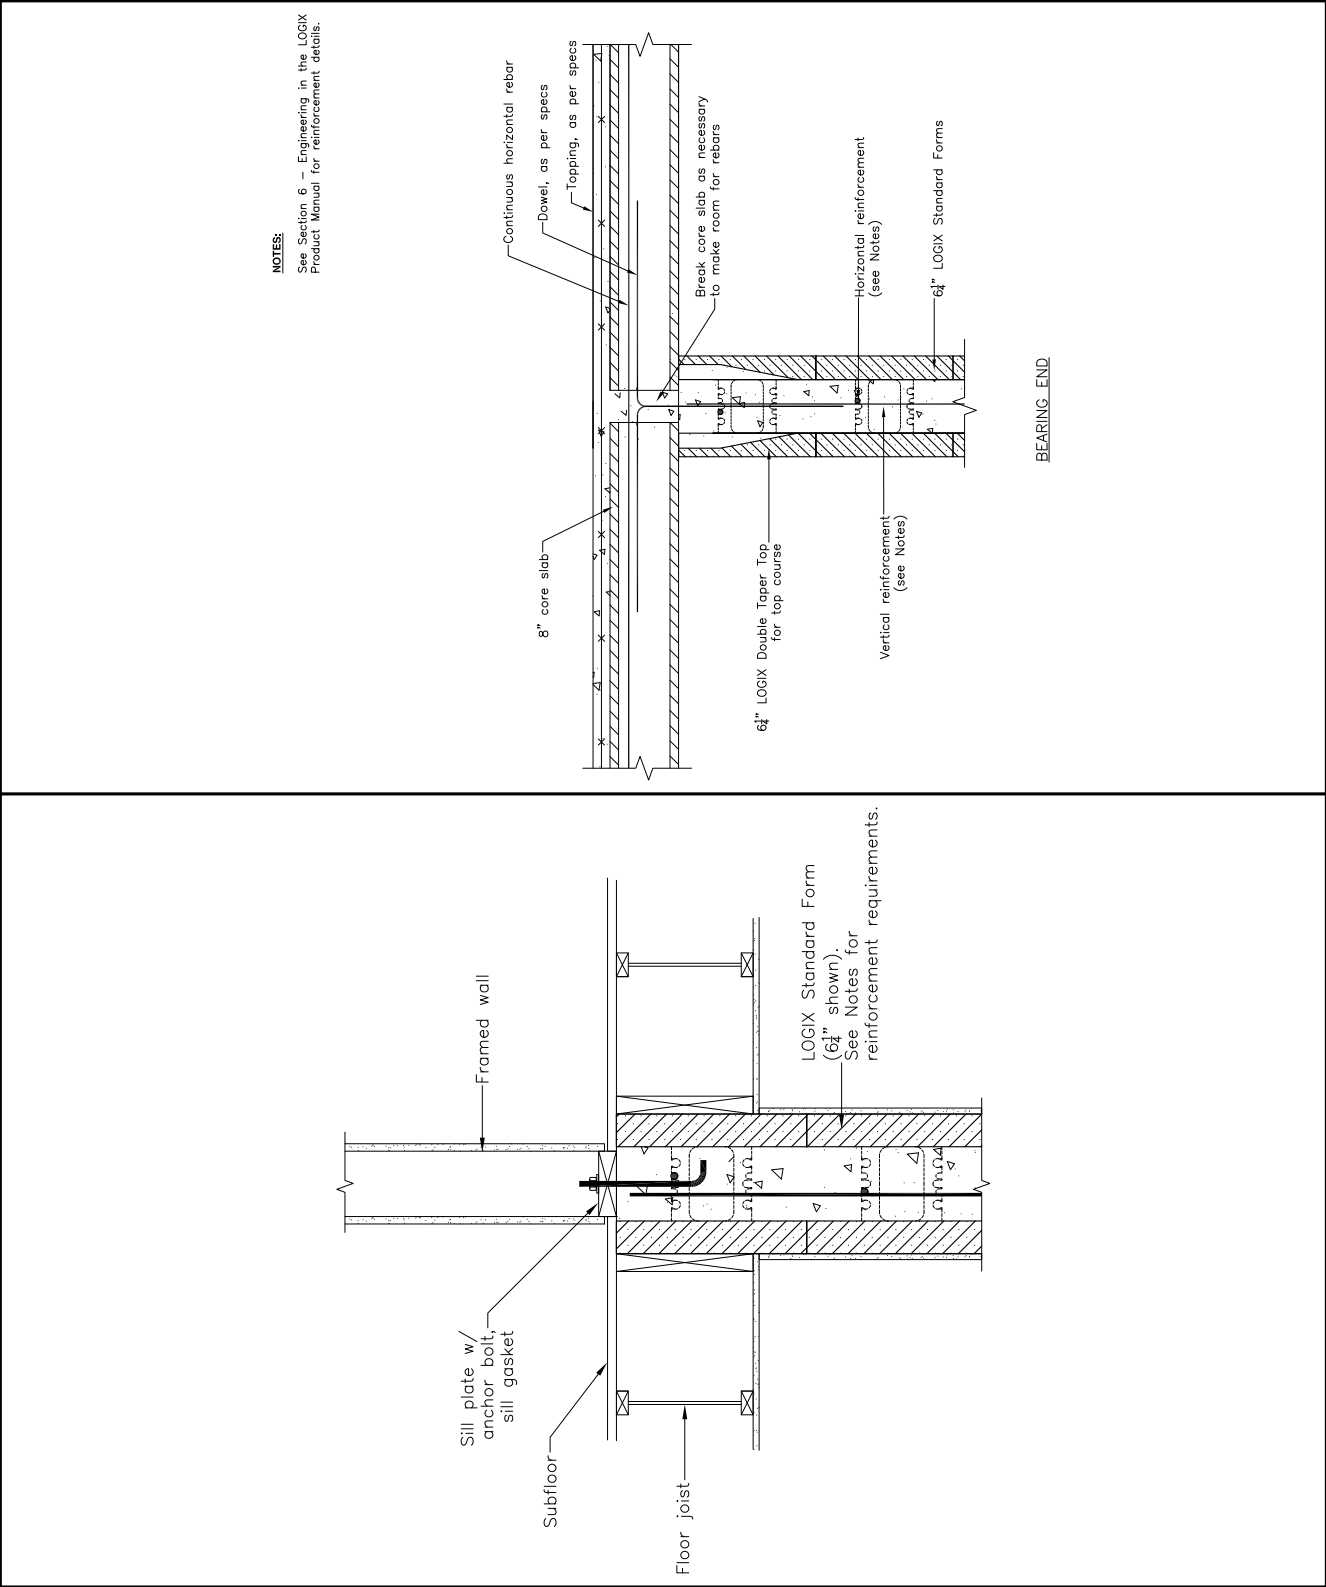 NOTES:
See Section 6 – Engineering in the LOGIX
Product Manual for reinforcement details.
Continuous horizontal rebar
Dowel, as per specs
Topping, as per specs
Break core slab as necessary
to make room for rebars
Horizontal reinforcement
(see Notes)
6¼" LOGIX Standard Forms
8" core slab
6¼" LOGIX Double Taper Top
for top course
Vertical reinforcement
(see Notes)
BEARING END
Framed wall
LOGIX Standard Form
(6¼" shown).
See Notes for
reinforcement requirements.
Sill plate w/
anchor bolt,
sill gasket
Subfloor
Floor joist